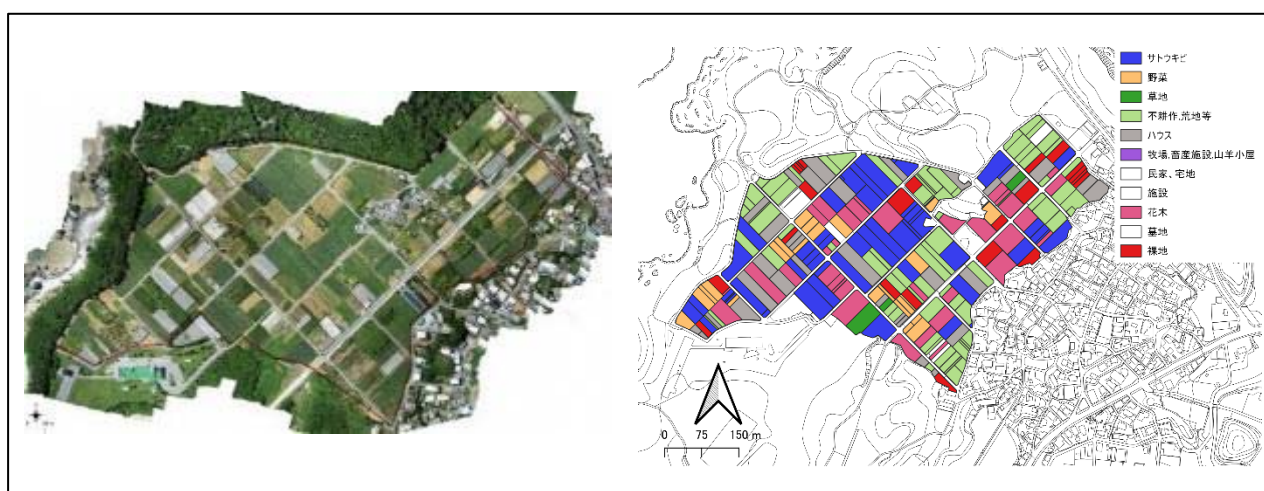 サトウキビ
野菜
草地
不耕作,荒地等
ハウス
牧場,畜産施設,山羊小屋
民家、宅地
施設
花木
墓地
裸地
0 75 150 m